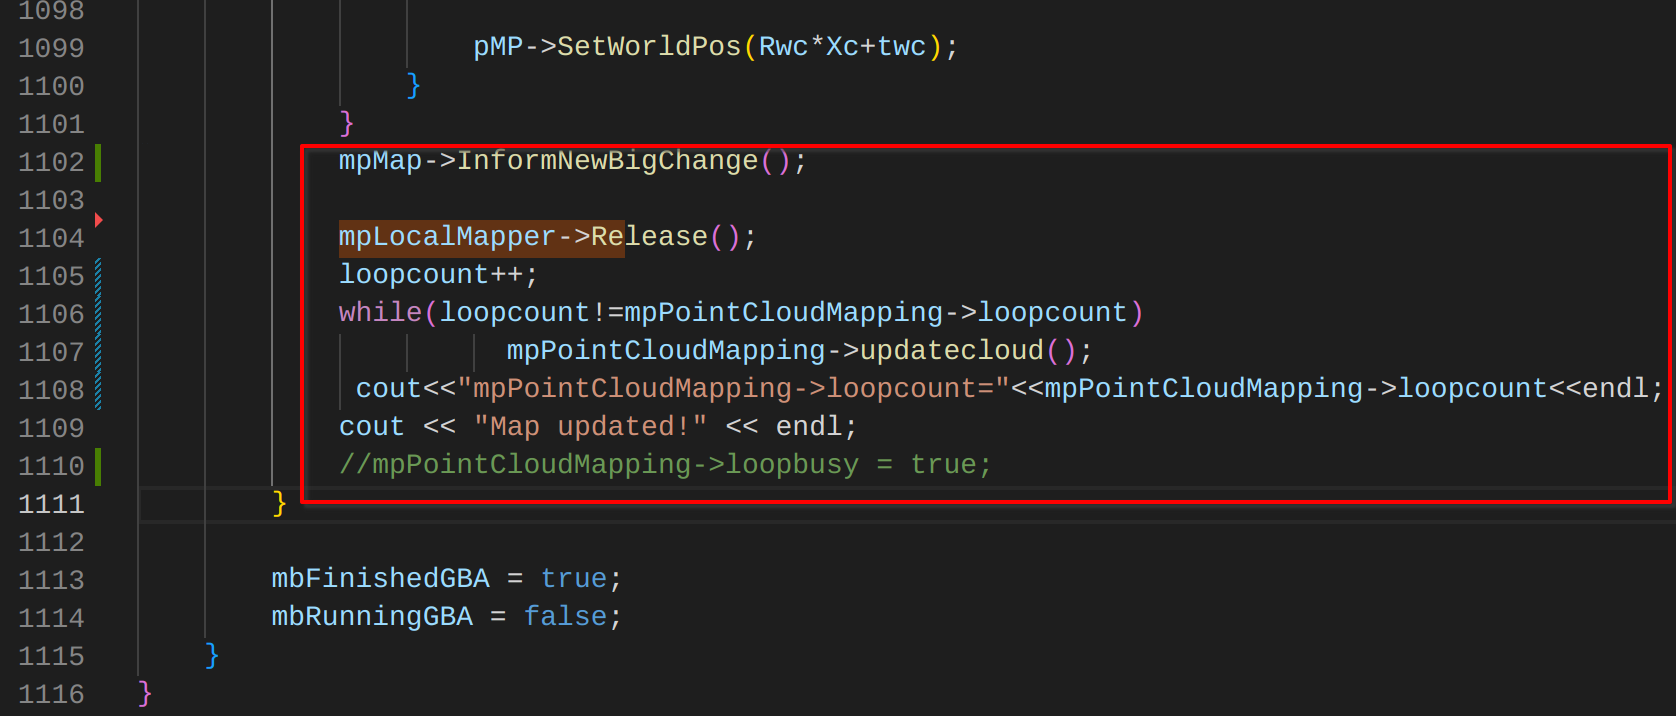 1098
1099 pMP->SetWorldPos(Rwc*Xc+twc);
1100 }
1101 }
1102 mpMap->InformNewBigChange();
1103
1104 mpLocalMapper->Release();
1105 loopcount++;
1106 while(loopcount!=mpPointCloudMapping->loopcount)
1107 mpPointCloudMapping->updatecloud();
1108 cout<<"mpPointCloudMapping->loopcount="<<mpPointCloudMapping->loopcount<<endl;
1109 cout << "Map updated!" << endl;
1110 //mpPointCloudMapping->loopbusy = true;
1111 }
1112
1113 mbFinishedGBA = true;
1114 mbRunningGBA = false;
1115 }
1116 }